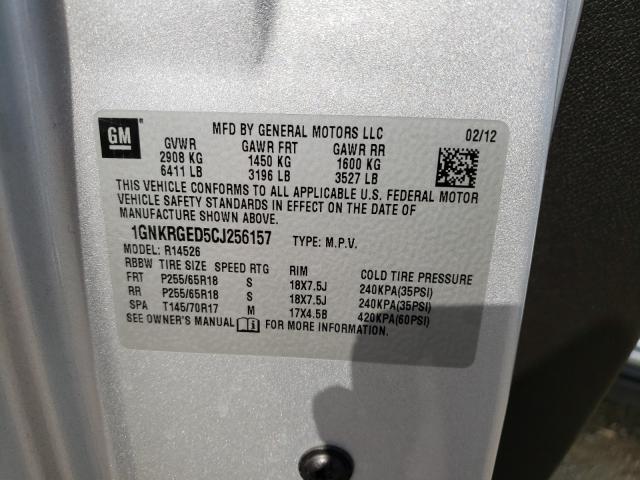 GM
MFD BY GENERAL MOTORS LLC 02/12
GVWR GAWR FRT GAWR RR
2908 KG 1450 KG 1600 KG
6411 LB 3196 LB 3527 LB
THIS VEHICLE CONFORMS TO ALL APPLICABLE U.S. FEDERAL MOTOR
VEHICLE SAFETY STANDARDS IN EFFECT ON THE DATE OF
MANUFACTURE SHOWN ABOVE.
1GNKRGED5CJ256157 TYPE: M.P.V.
MODEL: R14526
RBBW TIRE SIZE SPEED RTG RIM COLD TIRE PRESSURE
FRT P255/65R18 S 18X7.5J 240KPA(35PSI)
RR P255/65R18 S 18X7.5J 240KPA(35PSI)
SPA T145/70R17 M 17X4.5B 420KPA(60PSI)
SEE OWNER'S MANUAL FOR MORE INFORMATION.